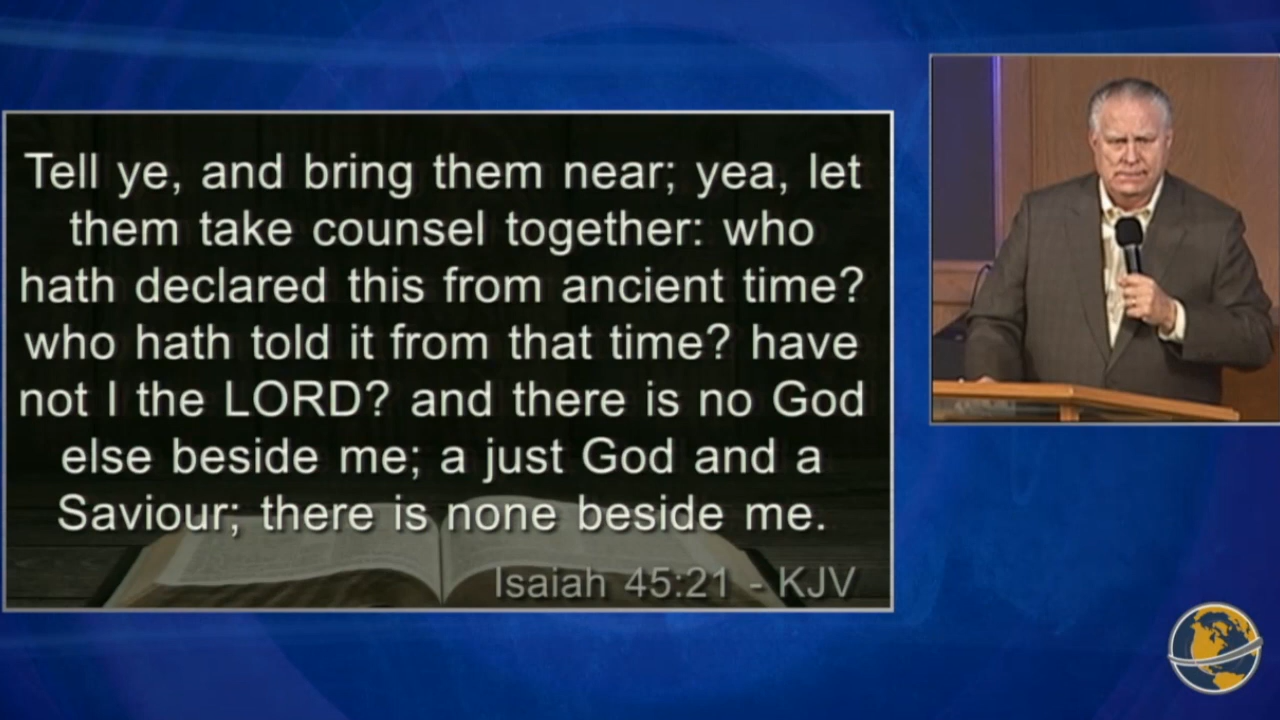 Tell ye, and bring them near; yea, let
them take counsel together: who
hath declared this from ancient time?
who hath told it from that time? have
not I the LORD? and there is no God
else beside me; a just God and a
Saviour; there is none beside me.
Isaiah 45:21 - KJV